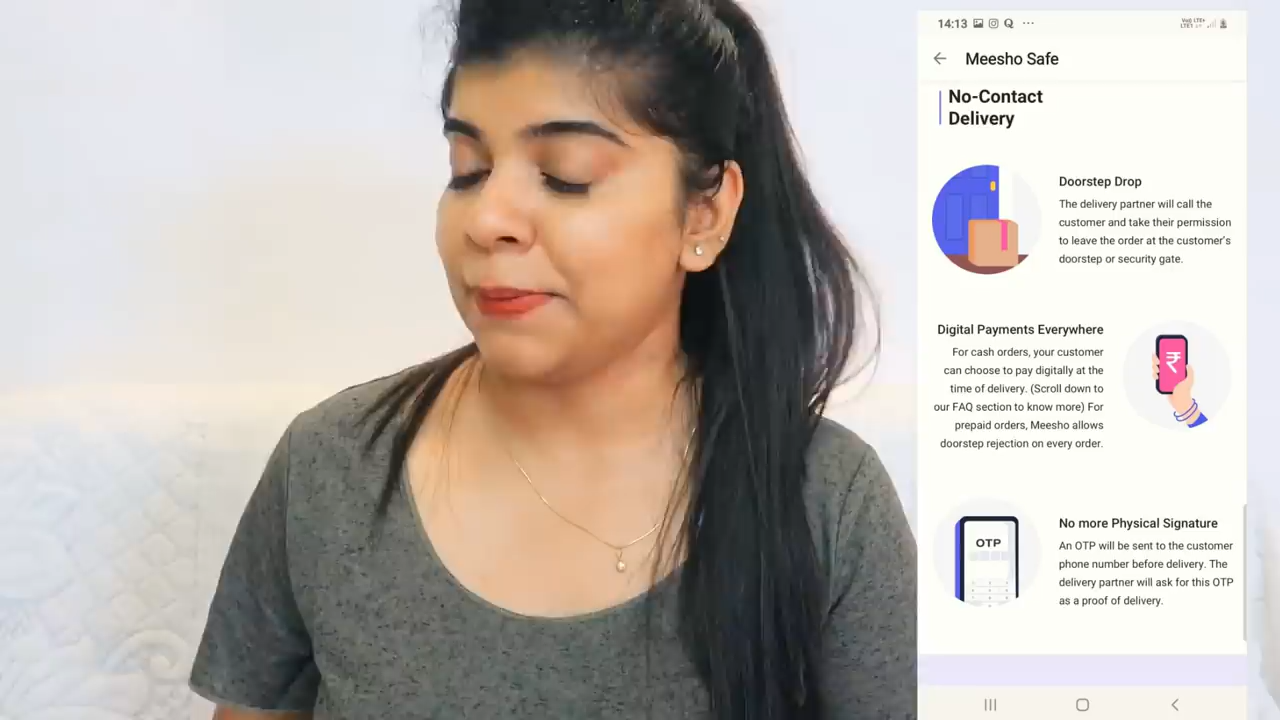 14:13
Meesho Safe
No-Contact
Delivery
Doorstep Drop
The delivery partner will call the
customer and take their permission
to leave the order at the customer's
doorstep or security gate.
Digital Payments Everywhere
For cash orders, your customer
can choose to pay digitally at the
time of delivery. (Scroll down to
our FAQ section to know more) For
prepaid orders, Meesho allows
doorstep rejection on every order.
₹
No more Physical Signature
OTP
An OTP will be sent to the customer
phone number before delivery. The
delivery partner will ask for this OTP
as a proof of delivery.